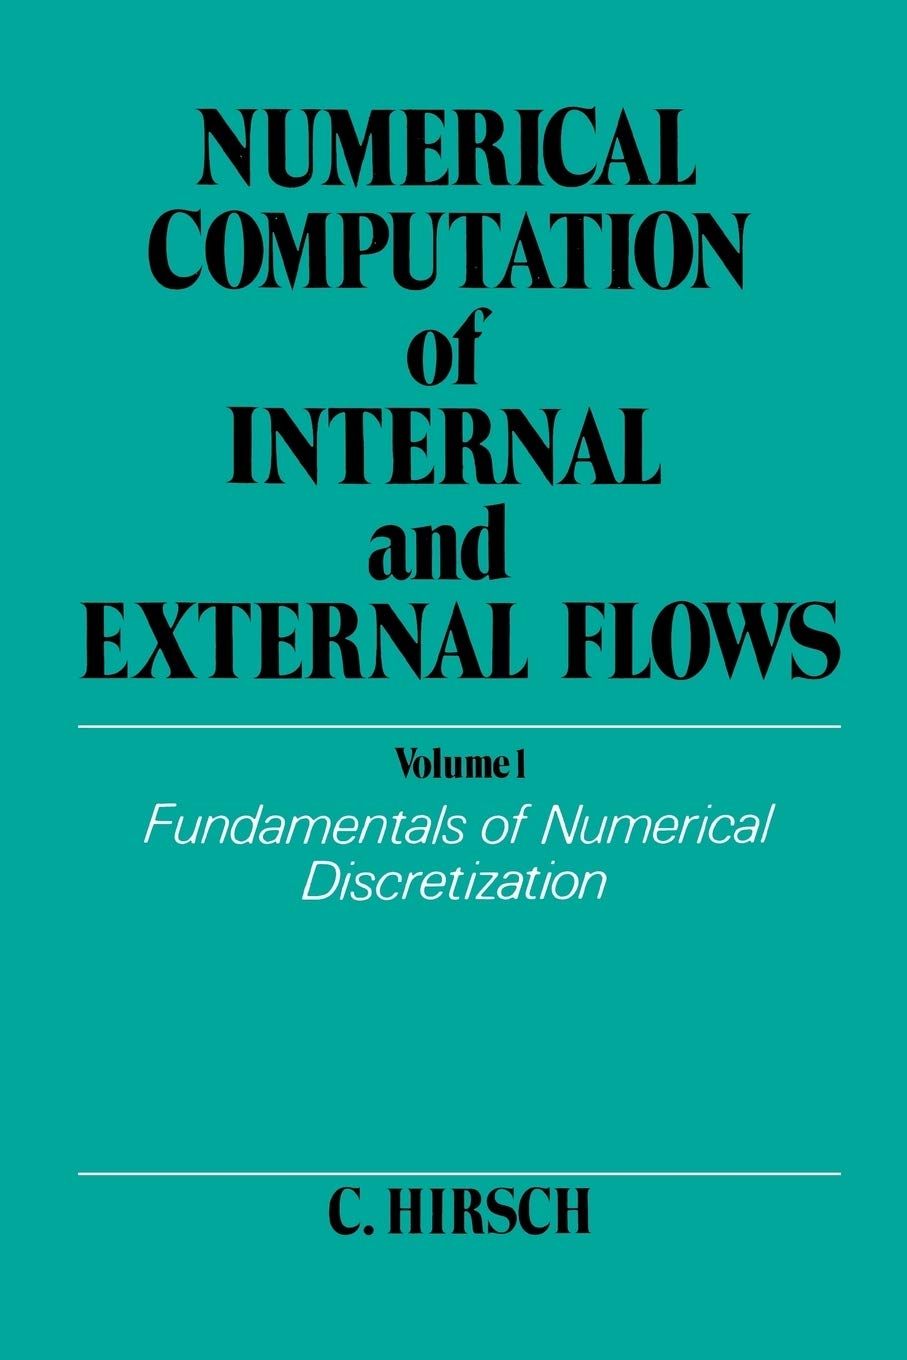 NUMERICAL
COMPUTATION
of
INTERNAL
and
EXTERNAL FLOWS
Volume 1
Fundamentals of Numerical
Discretization
C. HIRSCH